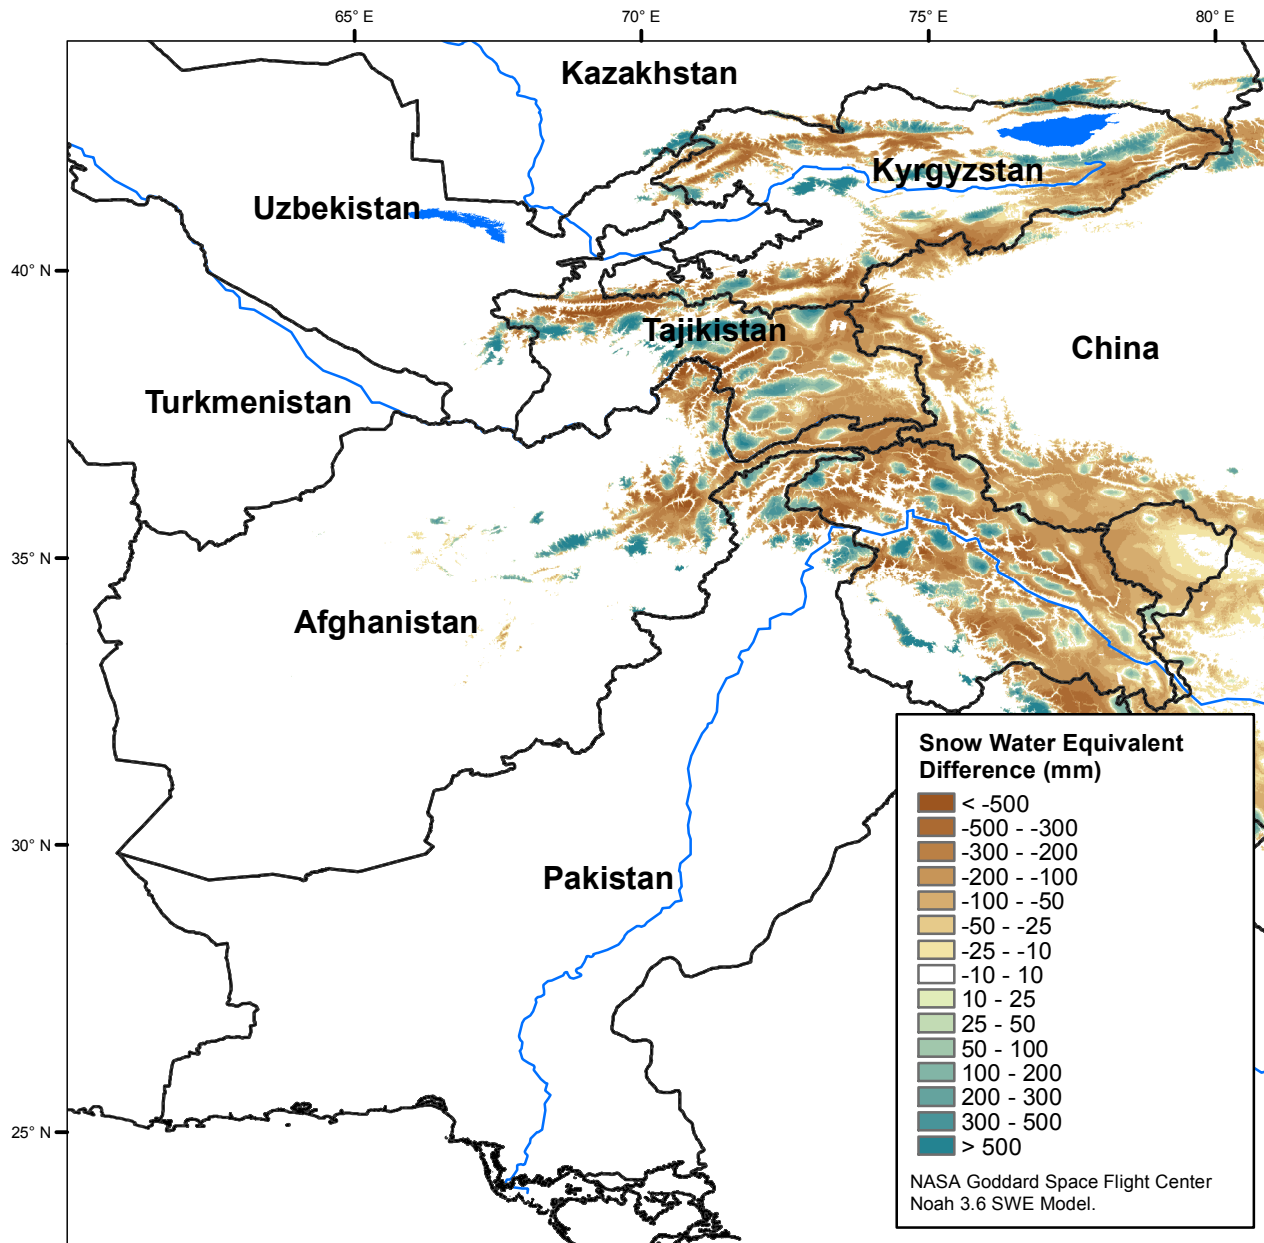 65° E
70° E
75° E
80° E
Kazakhstan
Kyrgyzstan
Uzbekistan
40° N
Tajikistan
China
Turkmenistan
35° N
Afghanistan
Snow Water Equivalent
Difference (mm)
< -500
-500 - -300
-300 - -200
-200 - -100
-100 - -50
-50 - -25
-25 - -10
-10 - 10
10 - 25
25 - 50
50 - 100
100 - 200
200 - 300
300 - 500
> 500
30° N
Pakistan
25° N
NASA Goddard Space Flight Center
Noah 3.6 SWE Model.